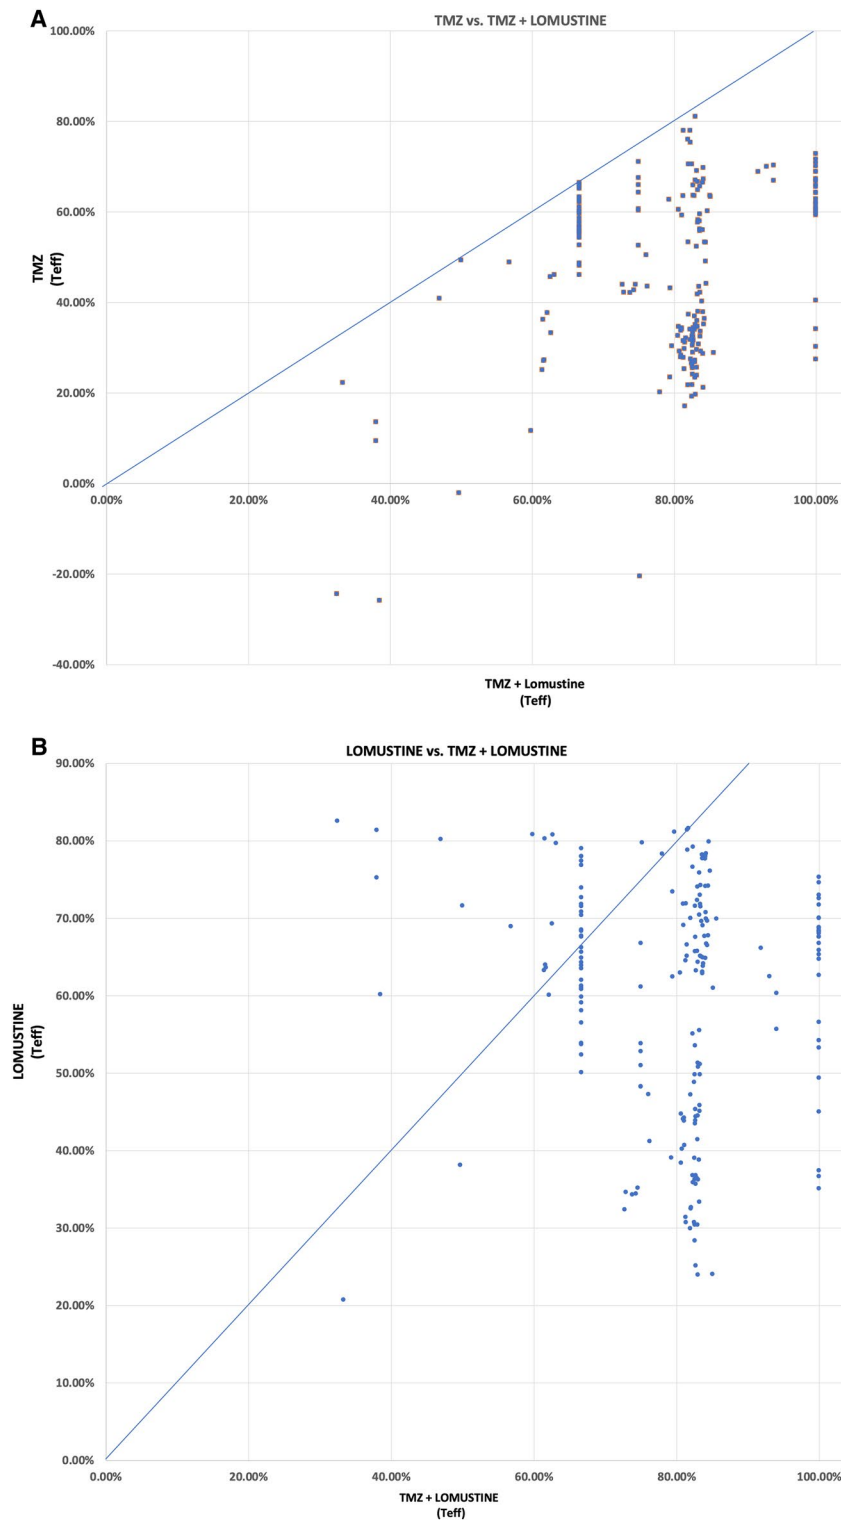 A
TMZ vs. TMZ + LOMUSTINE
100.00%
80.00%
60.00%
TMZ
(Teff)
40.00%
20.00%
0.00%
0.00% 20.00% 40.00% 60.00% 80.00% 100.00%
-20.00%
-40.00%
TMZ + Lomustine
(Teff)
B
LOMUSTINE vs. TMZ + LOMUSTINE
90.00%
80.00%
70.00%
60.00%
LOMUSTINE
(Teff)
50.00%
40.00%
30.00%
20.00%
10.00%
0.00%
0.00% 20.00% 40.00% 60.00% 80.00% 100.00%
TMZ + LOMUSTINE
(Teff)